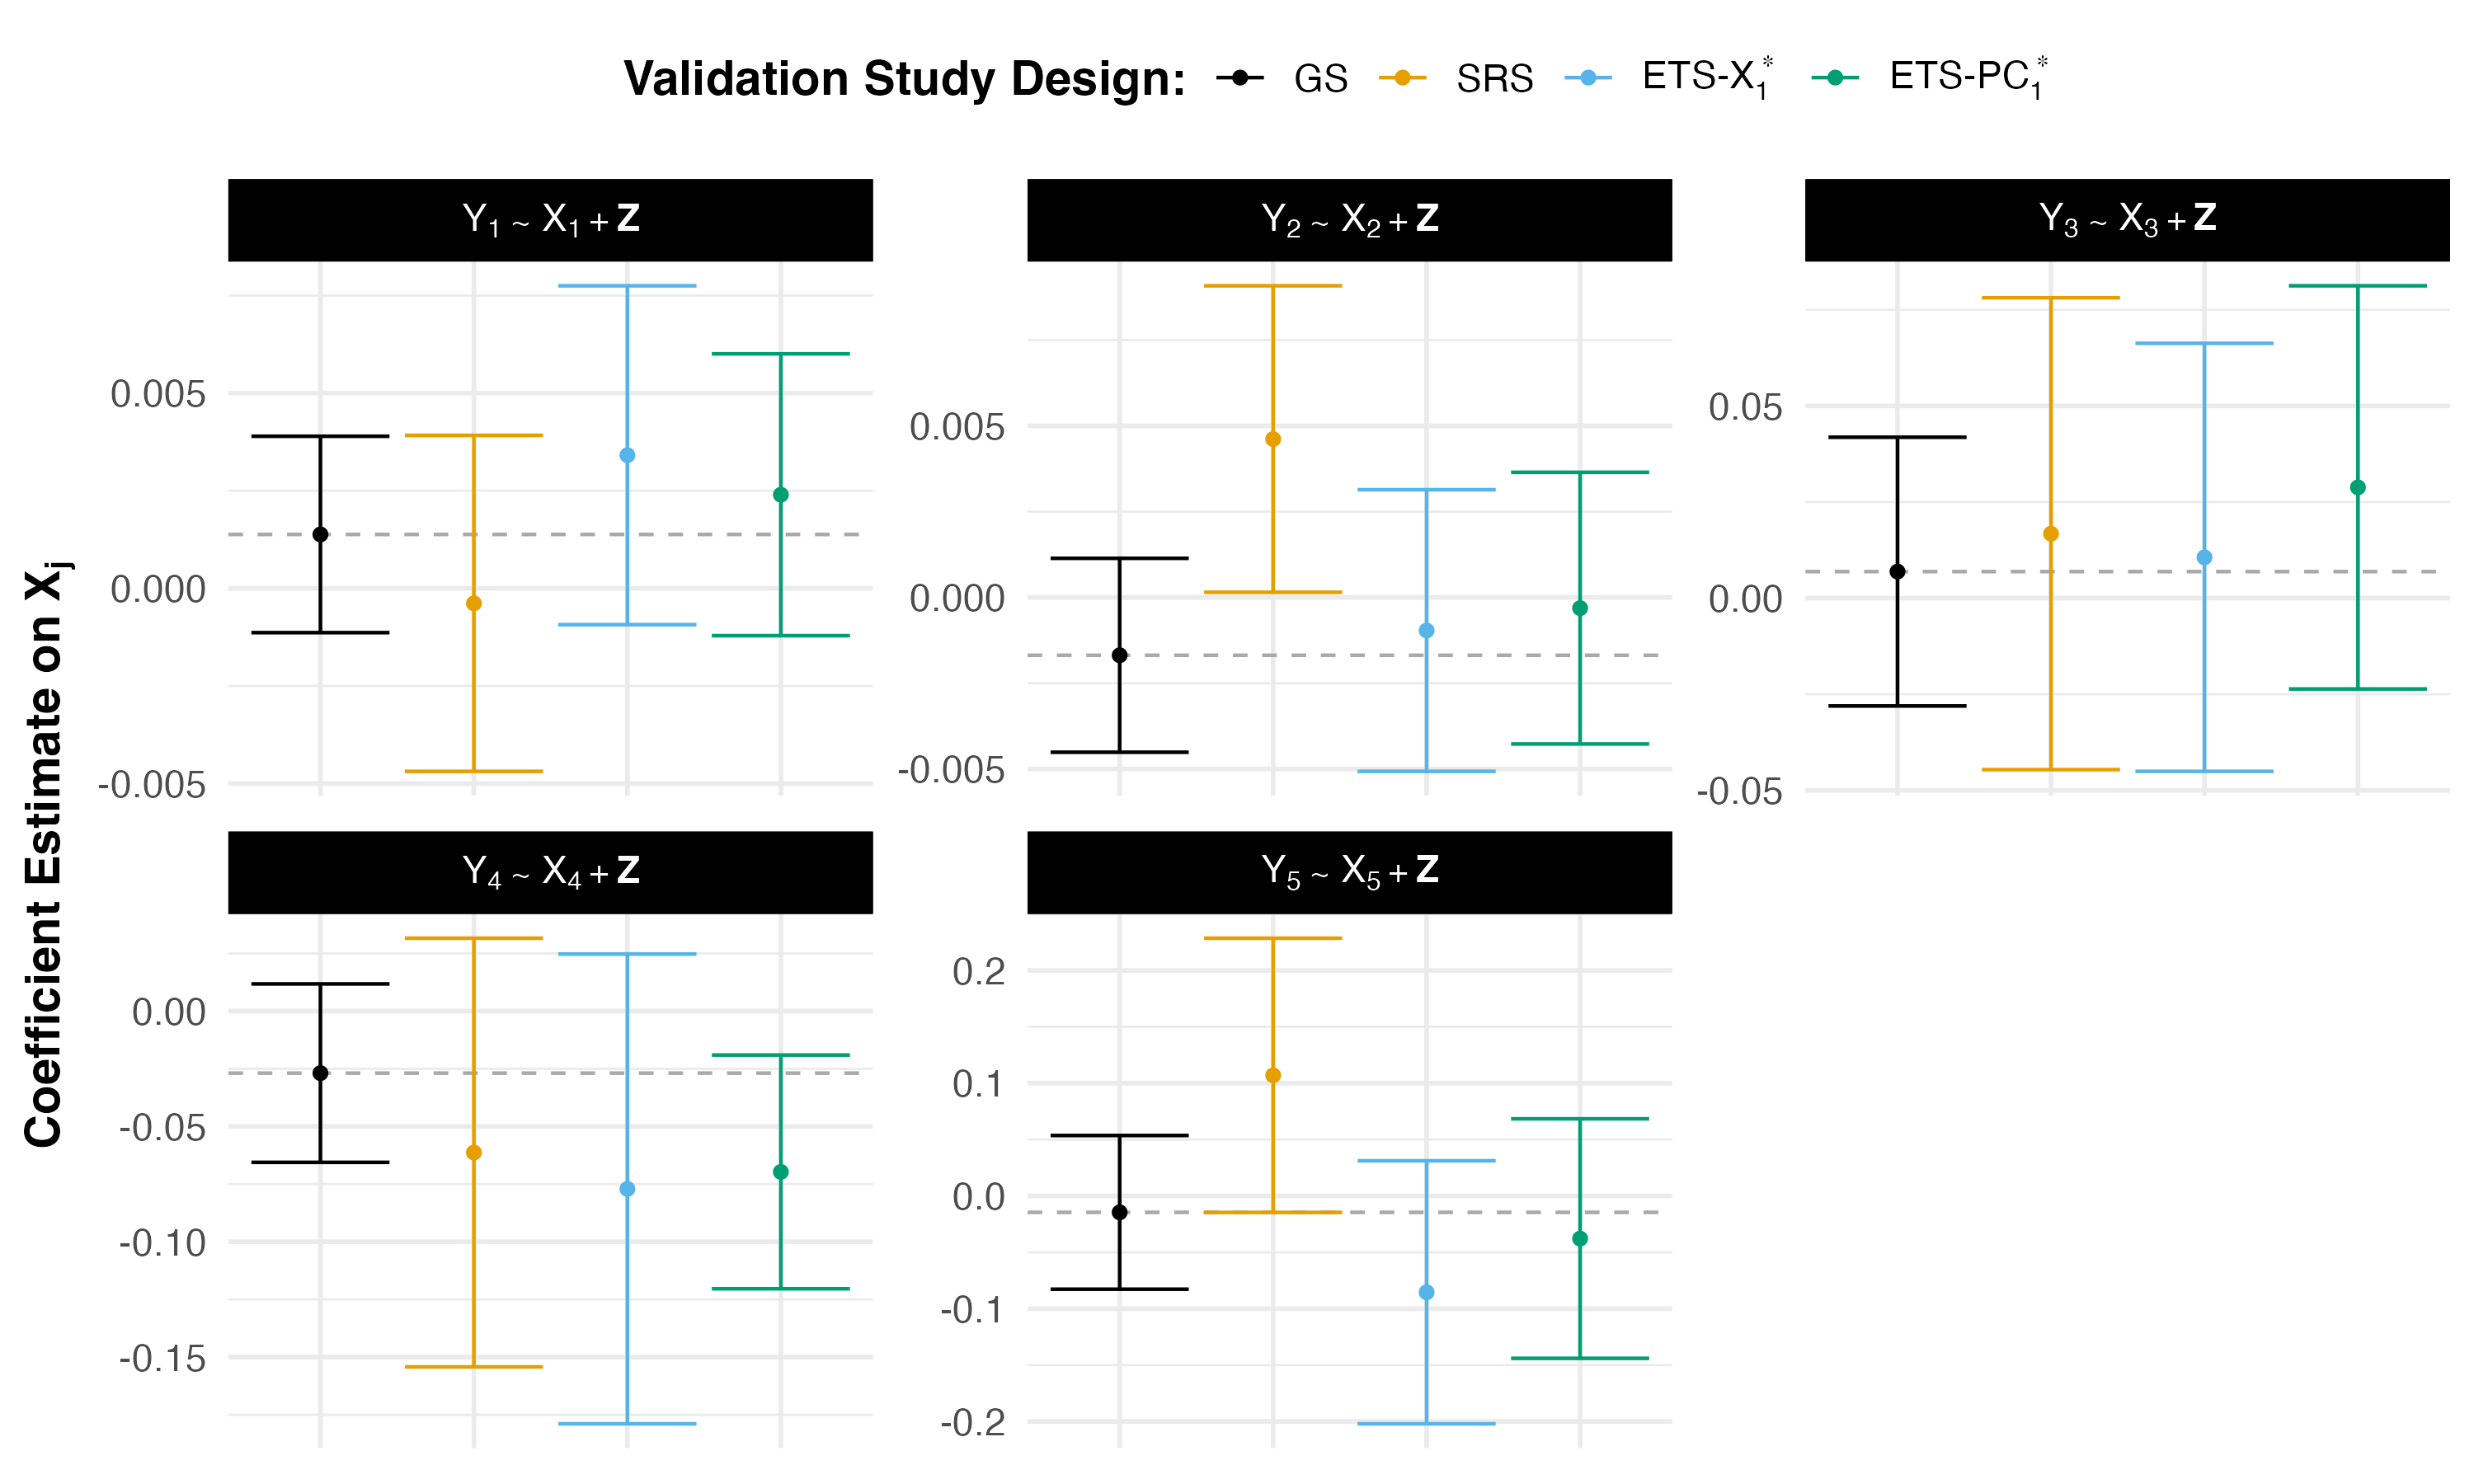 Validation Study Design: GS SRS ETS-X₁* ETS-PC₁*
Coefficient Estimate on Xⱼ
Y₁ ~ X₁ + Z
0.005
0.000
-0.005
Y₂ ~ X₂ + Z
0.005
0.000
-0.005
Y₃ ~ X₃ + Z
0.05
0.00
-0.05
Y₄ ~ X₄ + Z
0.00
-0.05
-0.10
-0.15
Y₅ ~ X₅ + Z
0.2
0.1
0.0
-0.1
-0.2